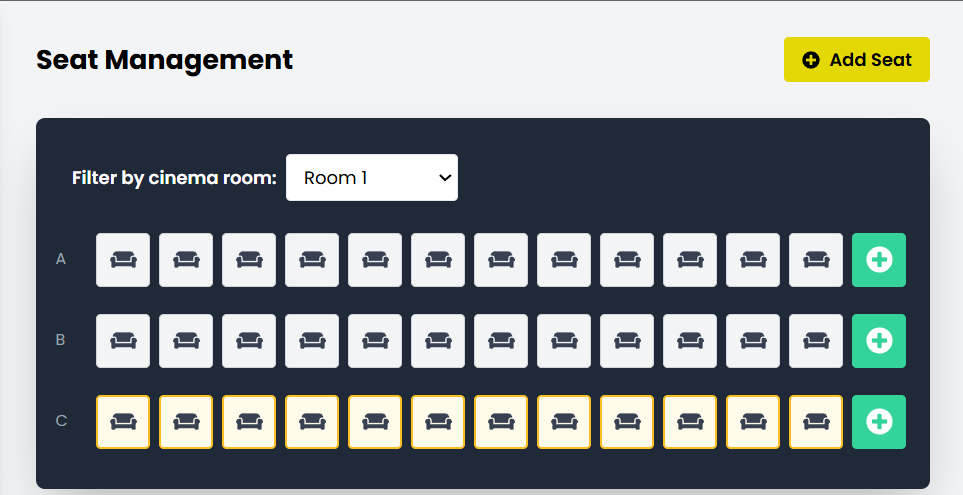 Seat Management
Add Seat
Filter by cinema room:
Room 1
A
B
C